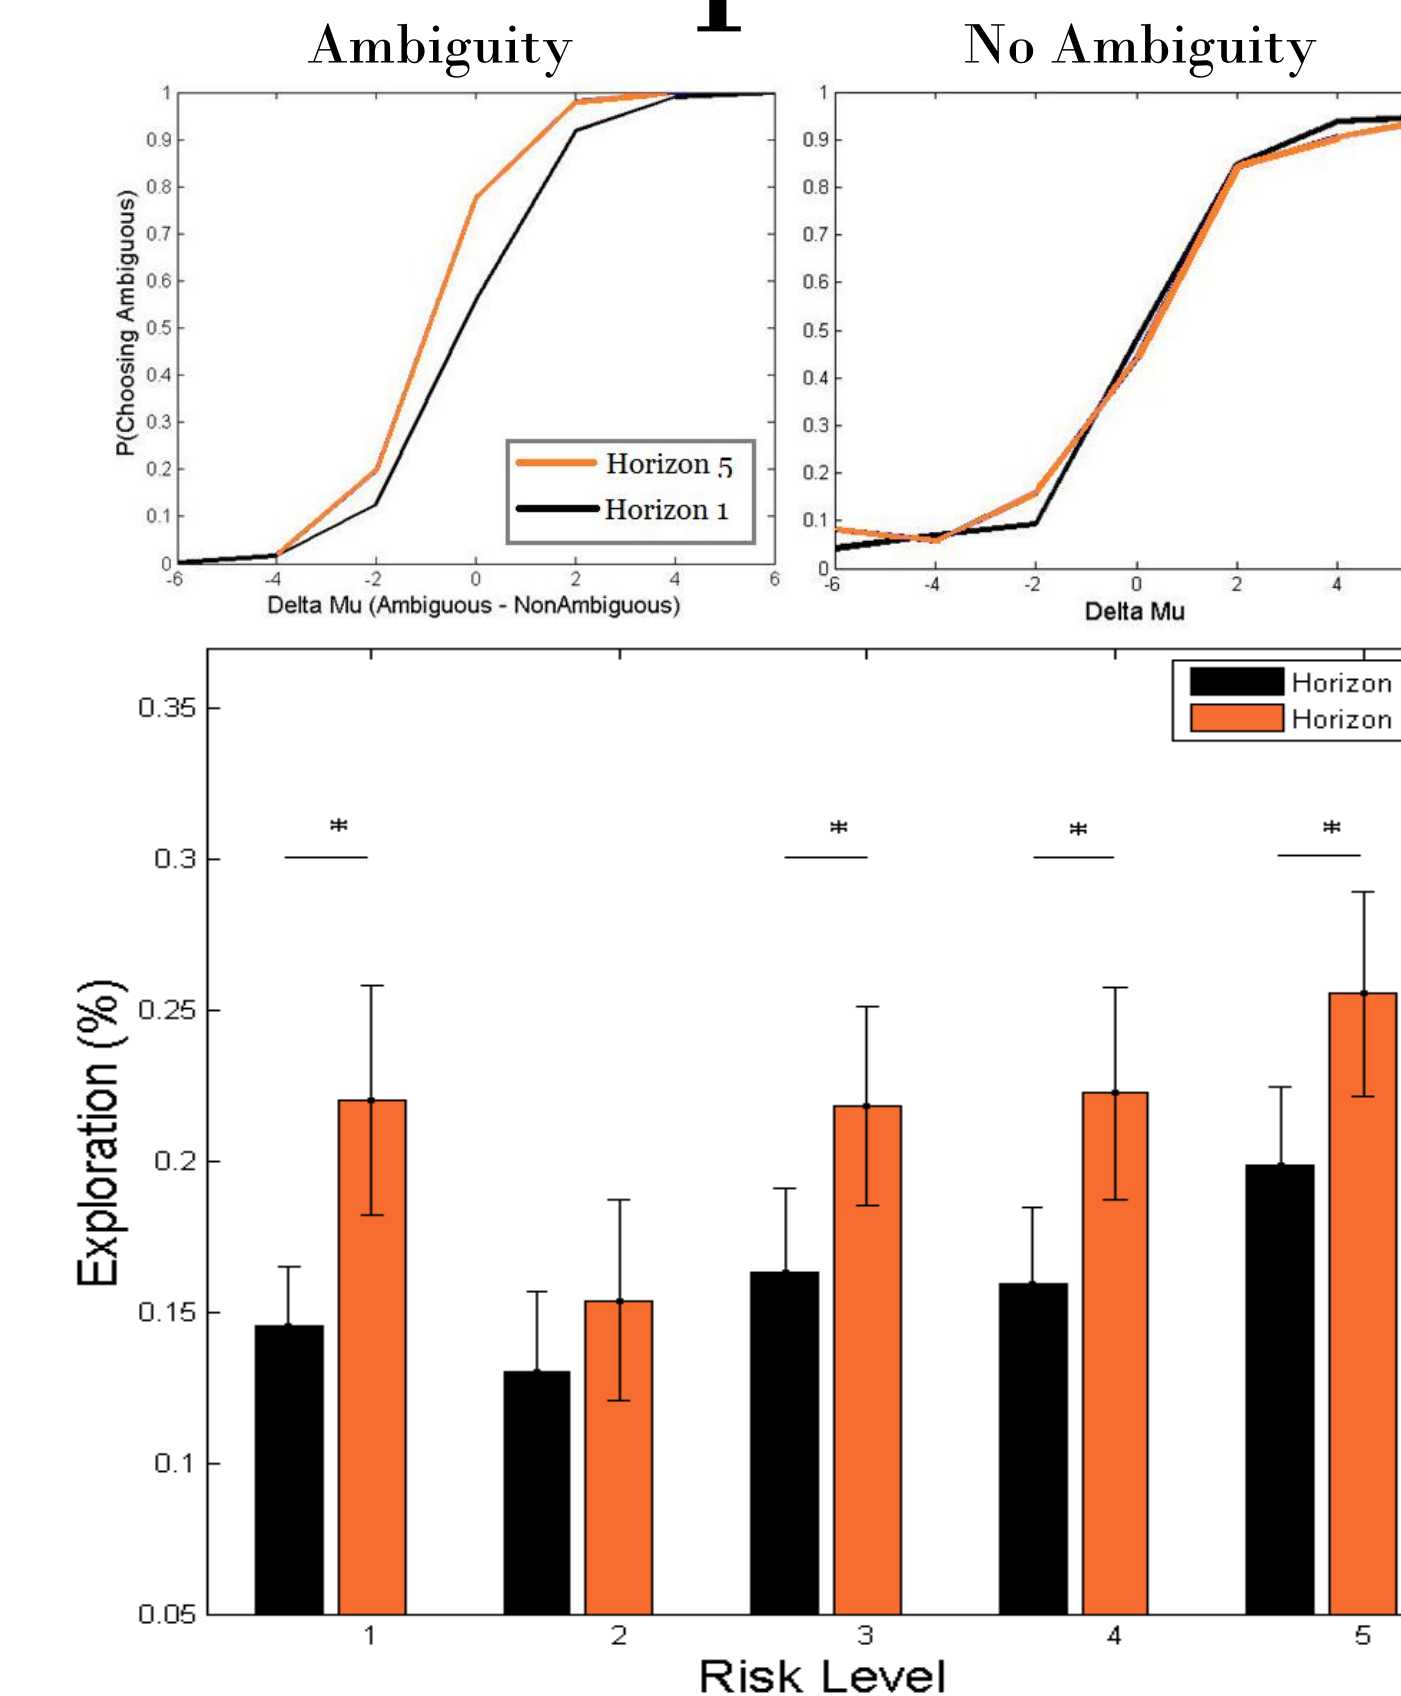 Ambiguity
No Ambiguity
1
0.9
0.8
0.7
0.6
0.5
0.4
0.3
0.2
0.1
0
P(Choosing Ambiguous)
Horizon 5
Horizon 1
-6 -4 -2 0 2 4 6
Delta Mu (Ambiguous - NonAmbiguous)
1
0.9
0.8
0.7
0.6
0.5
0.4
0.3
0.2
0.1
0
-6 -4 -2 0 2 4
Delta Mu
Horizon
Horizon
0.35
0.3
0.25
0.2
0.15
0.1
0.05
Exploration (%)
* * * *
1 2 3 4 5
Risk Level